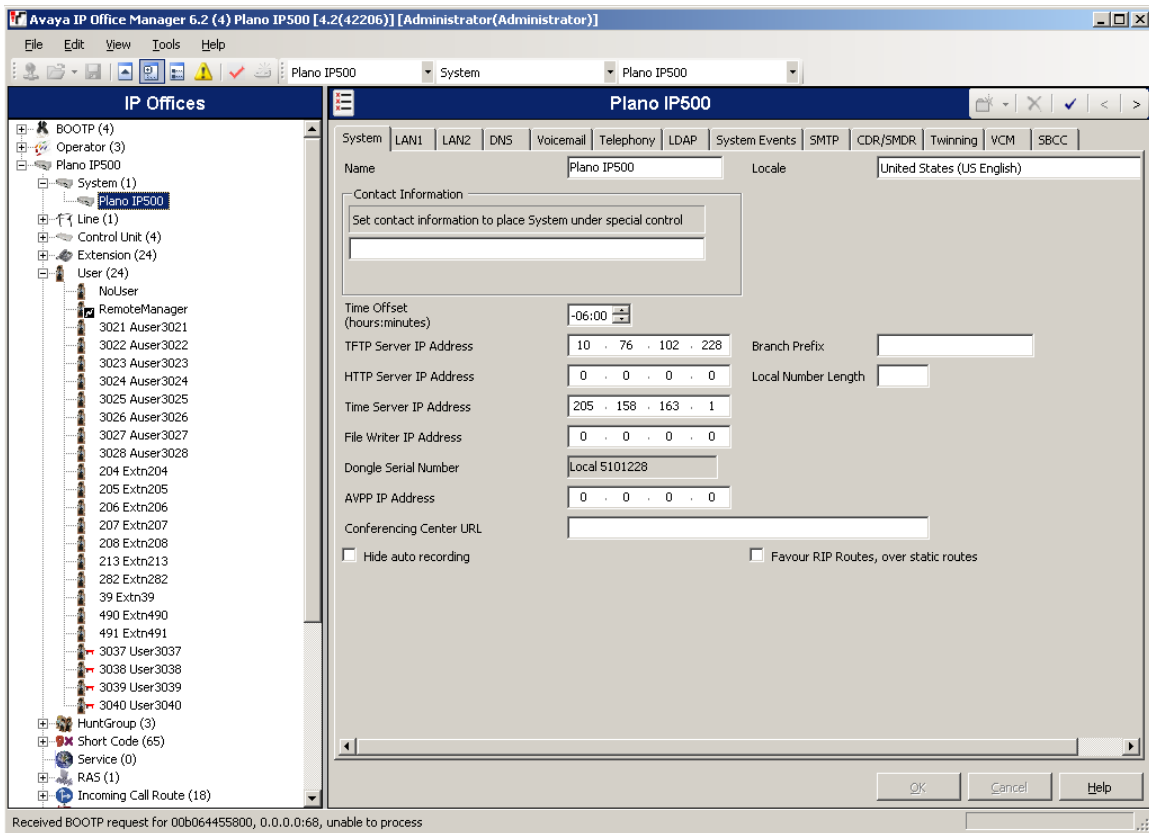 Avaya IP Office Manager 6.2 (4) Plano IP500 [4.2(42206)] [Administrator(Administrator)]
File Edit View Tools Help
Plano IP500 System Plano IP500
IP Offices
BOOTP (4)
Operator (3)
Plano IP500
System (1)
Plano IP500
Line (1)
Control Unit (4)
Extension (24)
User (24)
NoUser
RemoteManager
3021 Auser3021
3022 Auser3022
3023 Auser3023
3024 Auser3024
3025 Auser3025
3026 Auser3026
3027 Auser3027
3028 Auser3028
204 Extn204
205 Extn205
206 Extn206
207 Extn207
208 Extn208
213 Extn213
282 Extn282
39 Extn39
490 Extn490
491 Extn491
3037 User3037
3038 User3038
3039 User3039
3040 User3040
HuntGroup (3)
Short Code (65)
Service (0)
RAS (1)
Incoming Call Route (18)
Plano IP500
System LAN1 LAN2 DNS Voicemail Telephony LDAP System Events SMTP CDR/SMDR Twinning VCM SBCC
Name Plano IP500 Locale United States (US English)
Contact Information
Set contact information to place System under special control
Time Offset
(hours:minutes) -06:00
TFTP Server IP Address 10 . 76 . 102 . 228 Branch Prefix
HTTP Server IP Address 0 . 0 . 0 . 0 Local Number Length
Time Server IP Address 205 . 158 . 163 . 1
File Writer IP Address 0 . 0 . 0 . 0
Dongle Serial Number Local 5101228
AVPP IP Address 0 . 0 . 0 . 0
Conferencing Center URL
Hide auto recording Favour RIP Routes, over static routes
OK Cancel Help
Received BOOTP request for 00b064455800, 0.0.0.0:68, unable to process